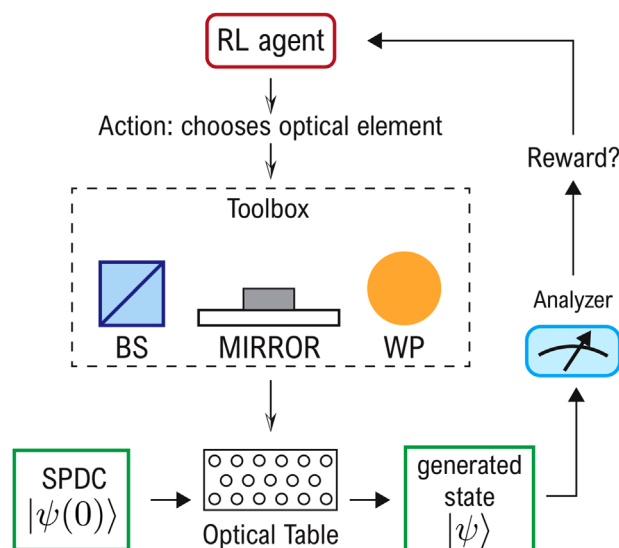 RL agent
Action: chooses optical element
Reward?
Toolbox
BS
MIRROR
WP
Analyzer
SPDC
|ψ(0)⟩
Optical Table
generated
state
|ψ⟩